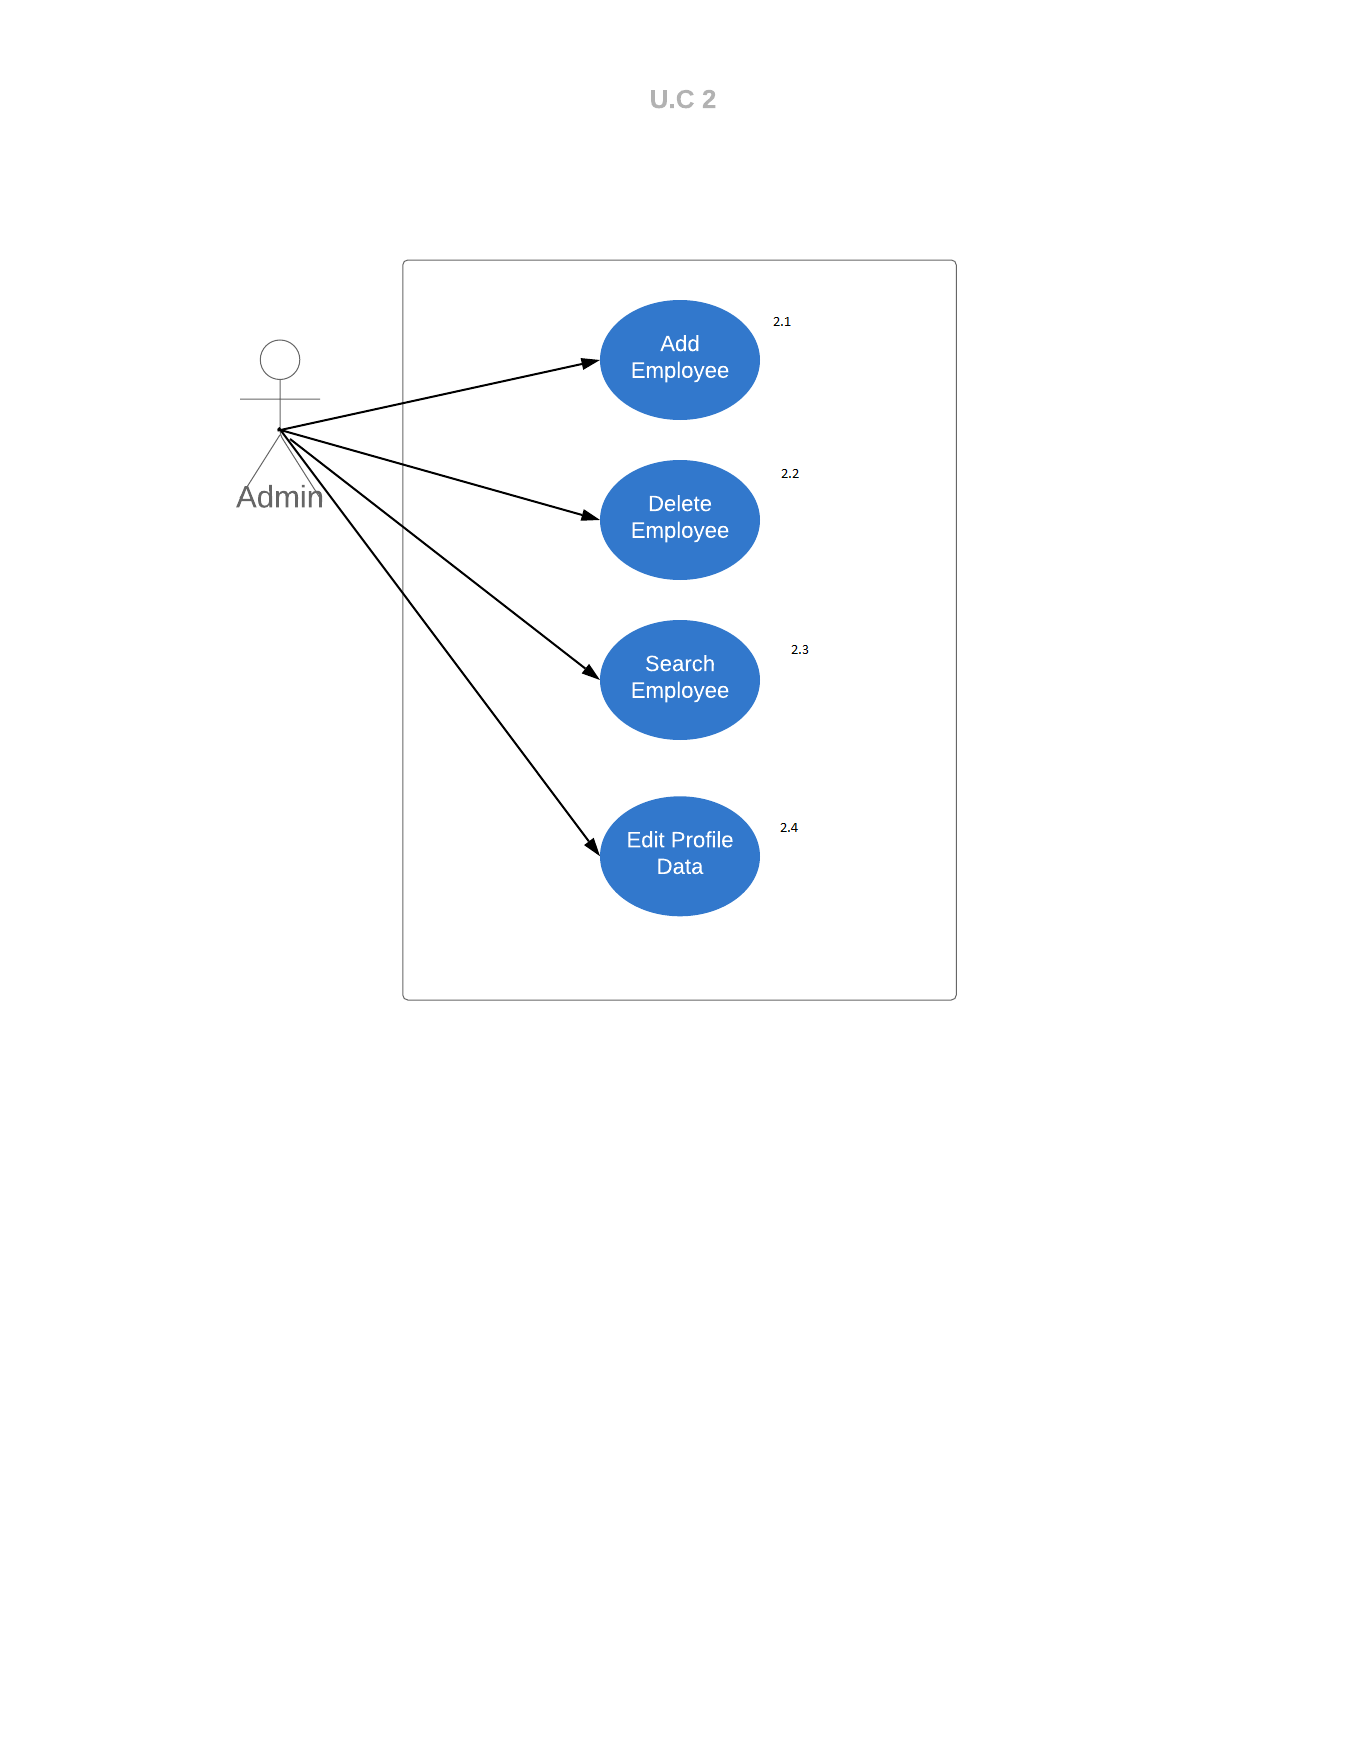 U.C 2
Add
Employee
2.1
Admin
Delete
Employee
2.2
Search
Employee
2.3
Edit Profile
Data
2.4